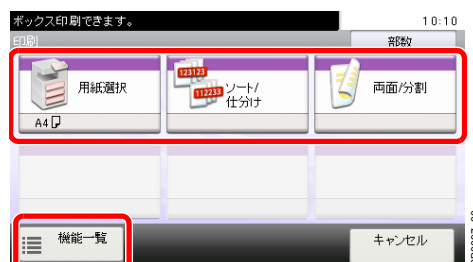 ボックス印刷できます。
10:10
印刷
部数
用紙選択
A4
123123
112233
ソート/
仕分け
両面/分割
機能一覧
キャンセル